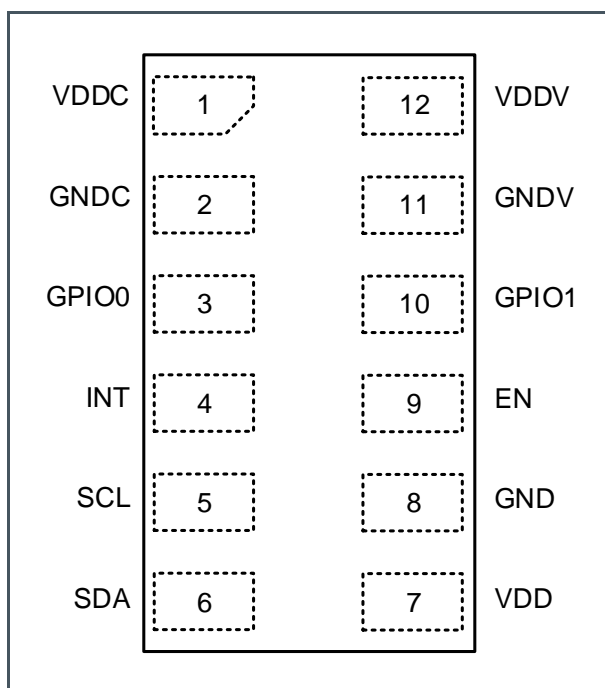 VDDC 1 12 VDDV
GNDC 2 11 GNDV
GPIO0 3 10 GPIO1
INT 4 9 EN
SCL 5 8 GND
SDA 6 7 VDD